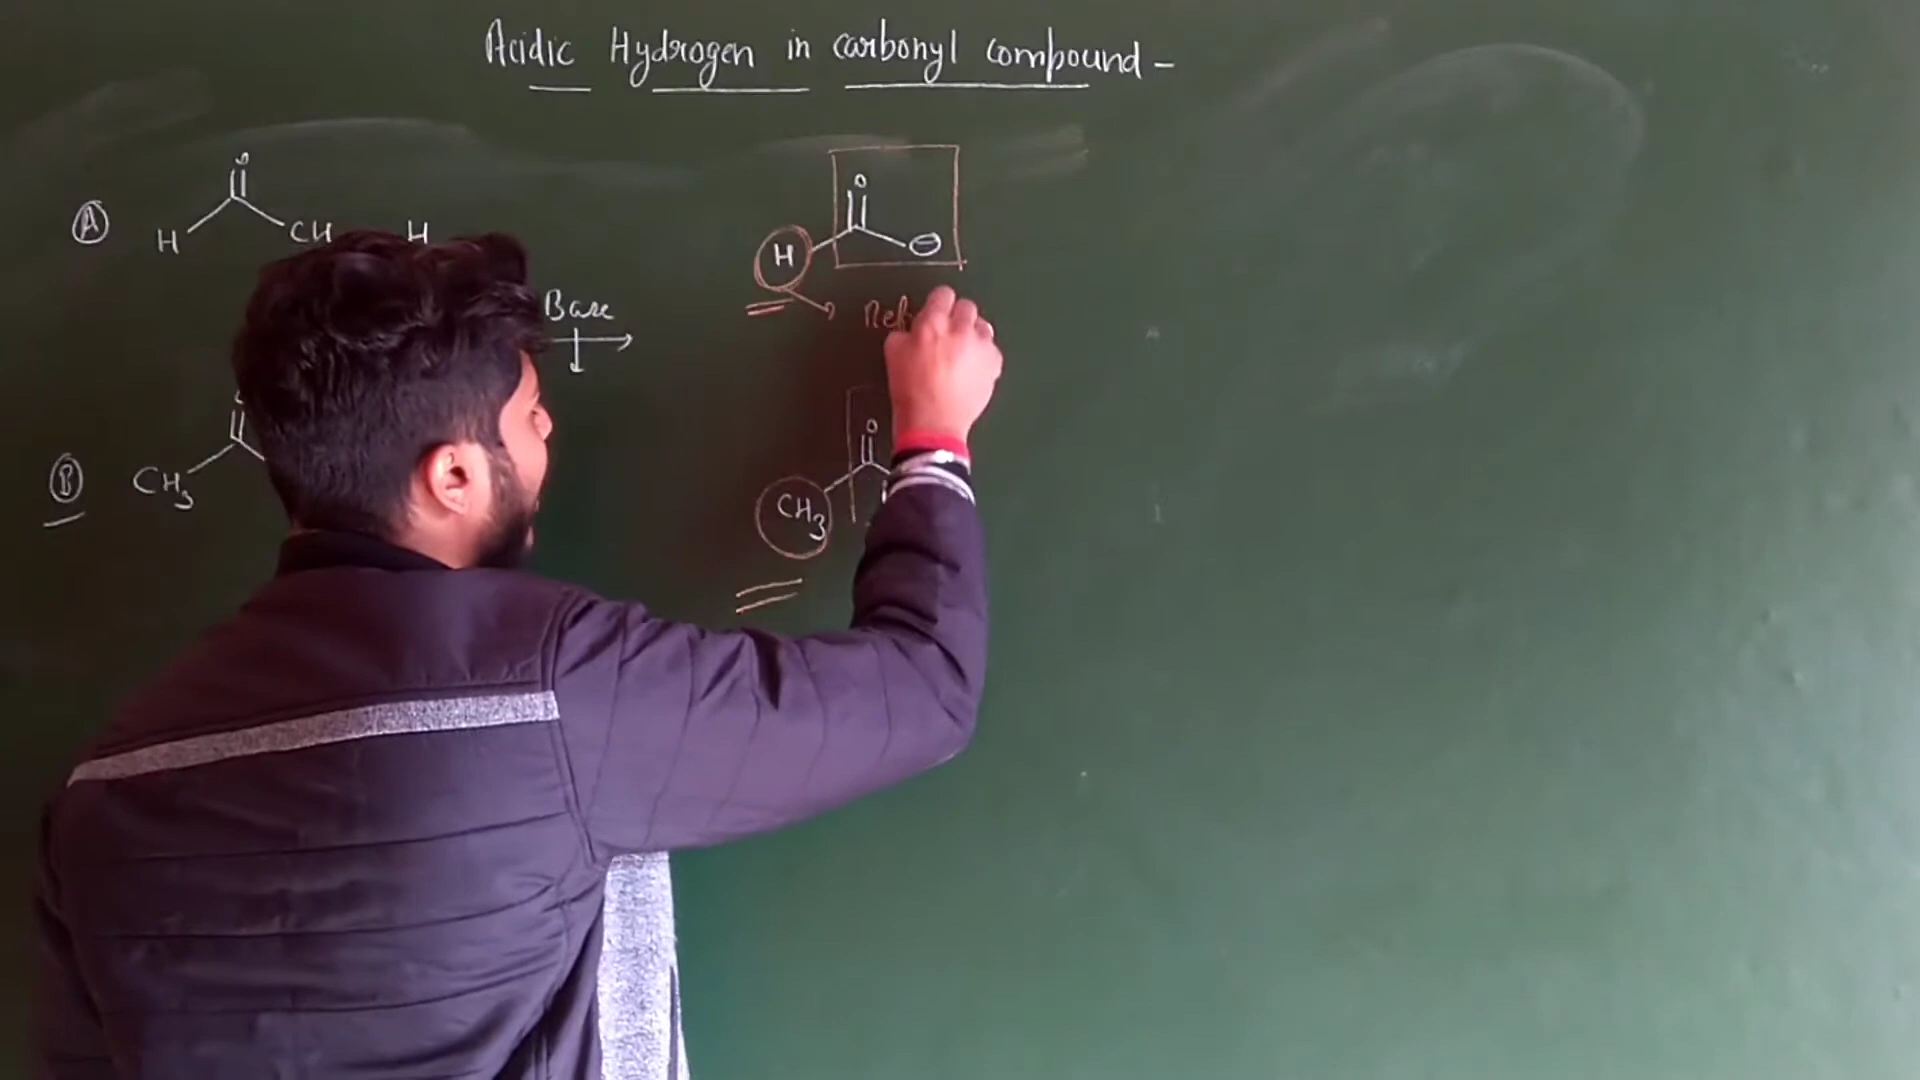 Acidic Hydrogen in carbonyl compound -
O
A H CH H
O
H ⊖
Base
B CH3
O
CH3